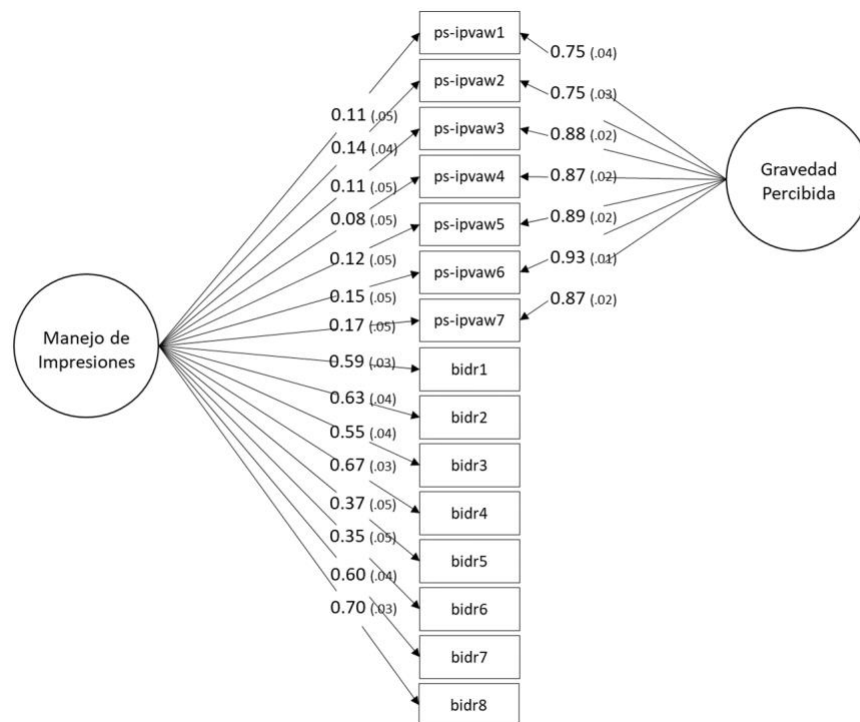 ps-ipvaw1
0.75 (.04)
ps-ipvaw2
0.75 (.03)
0.11 (.05)
ps-ipvaw3
0.88 (.02)
0.14 (.04)
ps-ipvaw4
0.87 (.02)
Gravedad
Percibida
0.11 (.05)
0.08 (.05)
ps-ipvaw5
0.89 (.02)
0.12 (.05)
ps-ipvaw6
0.93 (.01)
0.15 (.05)
ps-ipvaw7
0.87 (.02)
0.17 (.05)
Manejo de
Impresiones
0.59 (.03)
bidr1
0.63 (.04)
bidr2
0.55 (.04)
bidr3
0.67 (.03)
bidr4
0.37 (.05)
bidr5
0.35 (.05)
bidr6
0.60 (.04)
0.70 (.03)
bidr7
bidr8